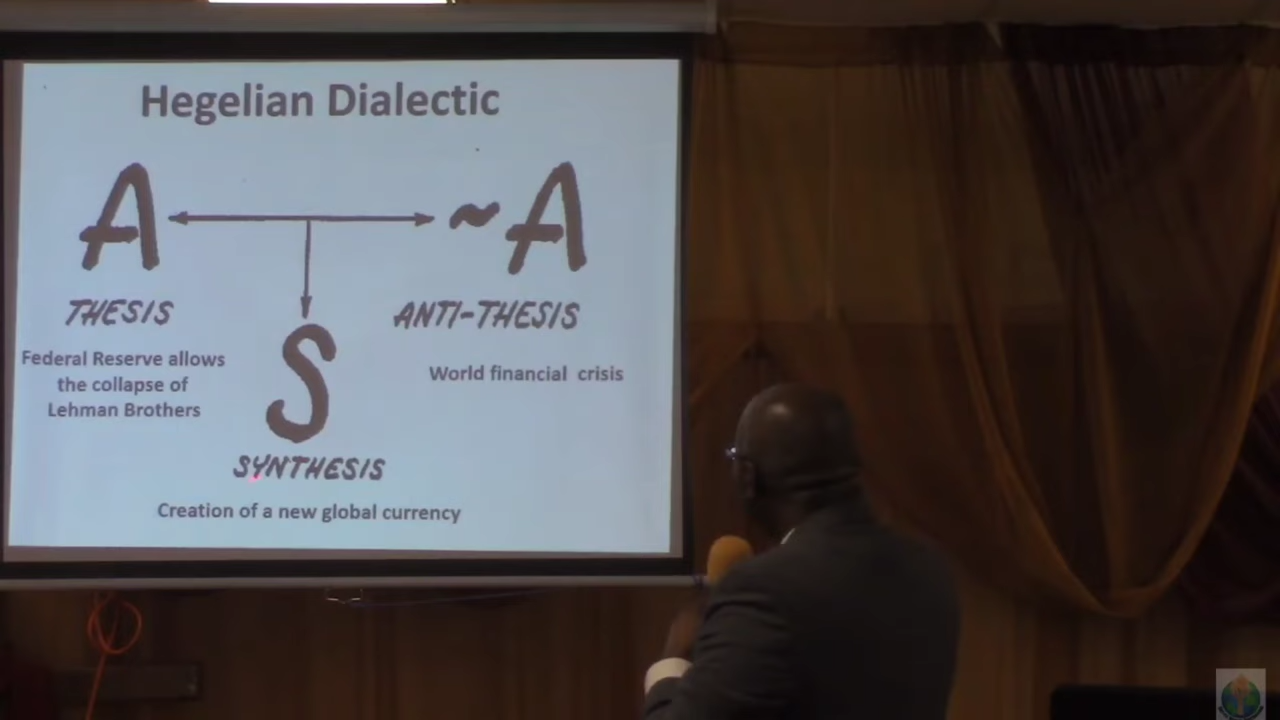 Hegelian Dialectic
A
~A
THESIS
ANTI-THESIS
Federal Reserve allows
the collapse of
Lehman Brothers
World financial crisis
S
SYNTHESIS
Creation of a new global currency